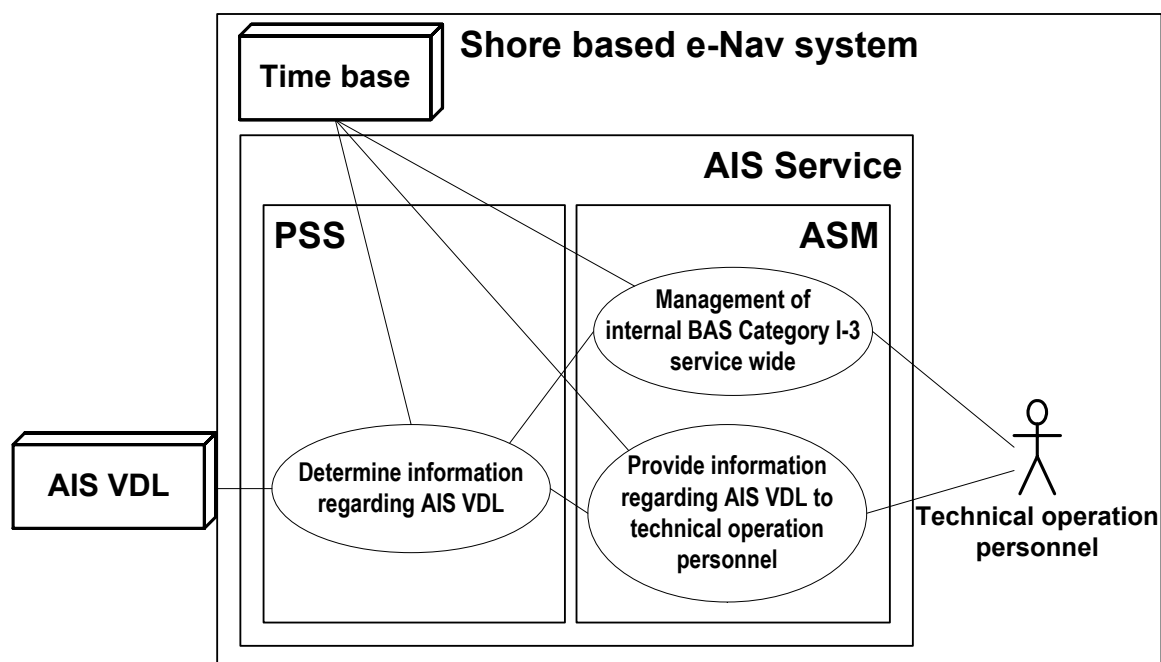 Shore based e-Nav system
Time base
AIS Service
PSS
ASM
Management of
internal BAS Category I-3
service wide
AIS VDL
Determine information
regarding AIS VDL
Provide information
regarding AIS VDL to
technical operation
personnel
Technical operation
personnel